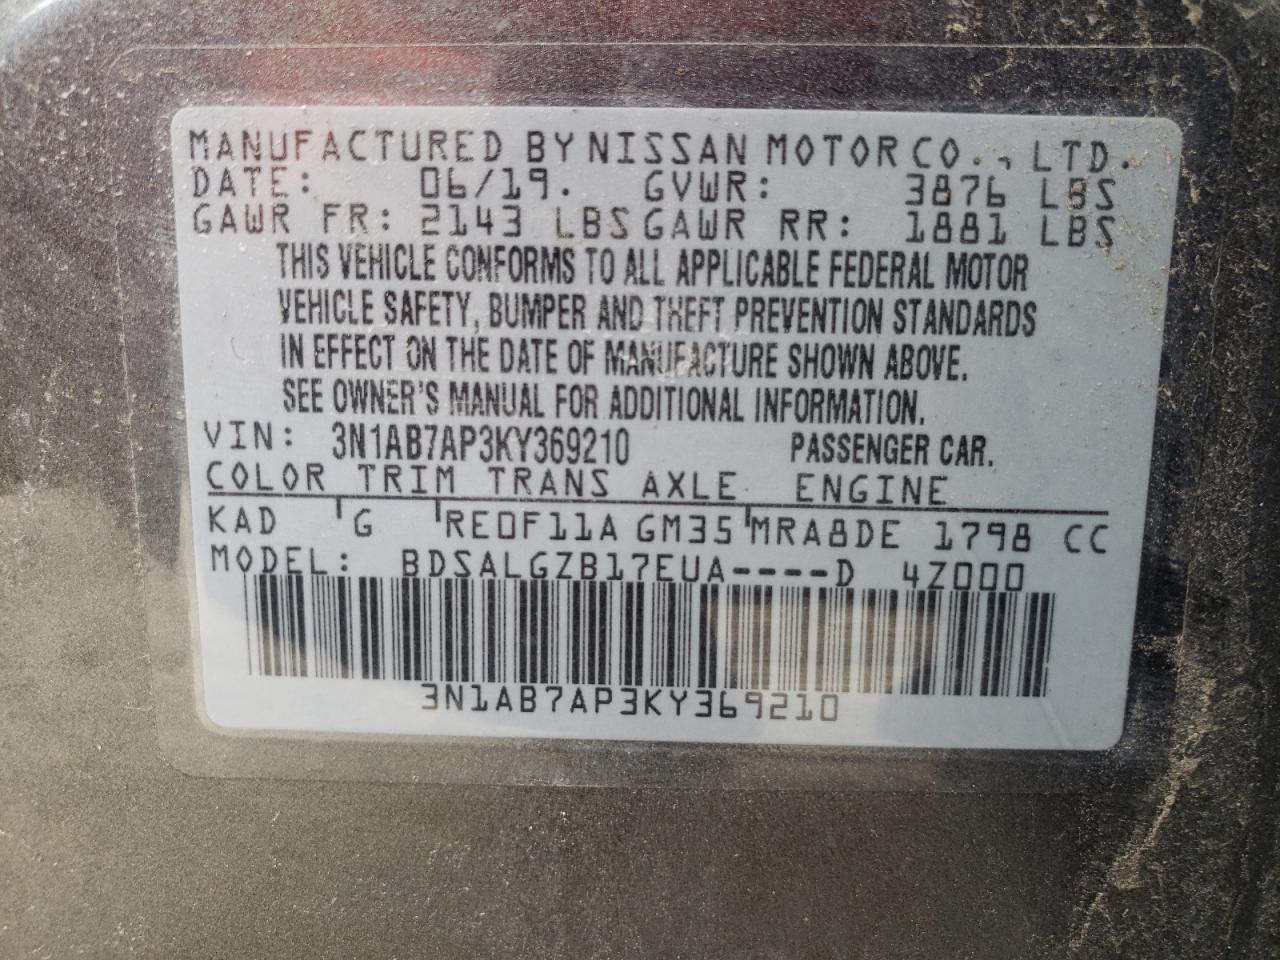 MANUFACTURED BY NISSAN MOTOR CO., LTD.
DATE: 06/19. GVWR: 3876 LBS
GAWR FR: 2143 LBS GAWR RR: 1881 LBS
THIS VEHICLE CONFORMS TO ALL APPLICABLE FEDERAL MOTOR
VEHICLE SAFETY, BUMPER AND THEFT PREVENTION STANDARDS
IN EFFECT ON THE DATE OF MANUFACTURE SHOWN ABOVE.
SEE OWNER'S MANUAL FOR ADDITIONAL INFORMATION.
VIN: 3N1AB7AP3KY369210 PASSENGER CAR.
COLOR TRIM TRANS AXLE ENGINE
KAD G RE0F11A GM35 MRA8DE 1798 CC
MODEL: BDSALGZB17EUA----D 4Z000
3N1AB7AP3KY369210